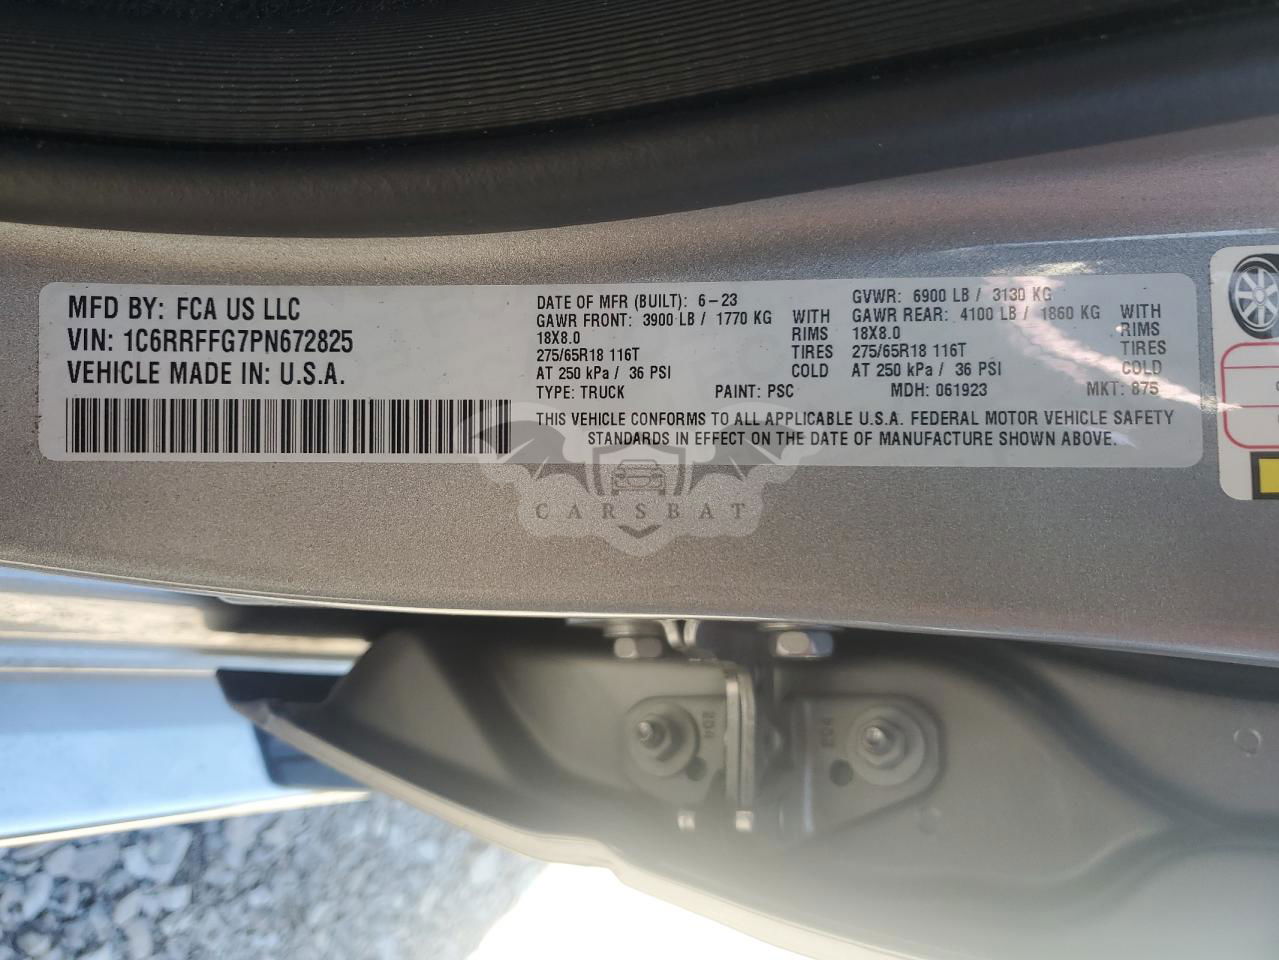 MFD BY: FCA US LLC
VIN: 1C6RRFFG7PN672825
VEHICLE MADE IN: U.S.A.
DATE OF MFR (BUILT): 6-23
GAWR FRONT: 3900 LB / 1770 KG WITH
18X8.0 RIMS
275/65R18 116T TIRES
AT 250 kPa / 36 PSI COLD
GVWR: 6900 LB / 3130 KG
GAWR REAR: 4100 LB / 1860 KG WITH
18X8.0 RIMS
275/65R18 116T TIRES
AT 250 kPa / 36 PSI COLD
TYPE: TRUCK PAINT: PSC MDH: 061923 MKT: 875
THIS VEHICLE CONFORMS TO ALL APPLICABLE U.S.A. FEDERAL MOTOR VEHICLE SAFETY
STANDARDS IN EFFECT ON THE DATE OF MANUFACTURE SHOWN ABOVE.
CARSBAT
204